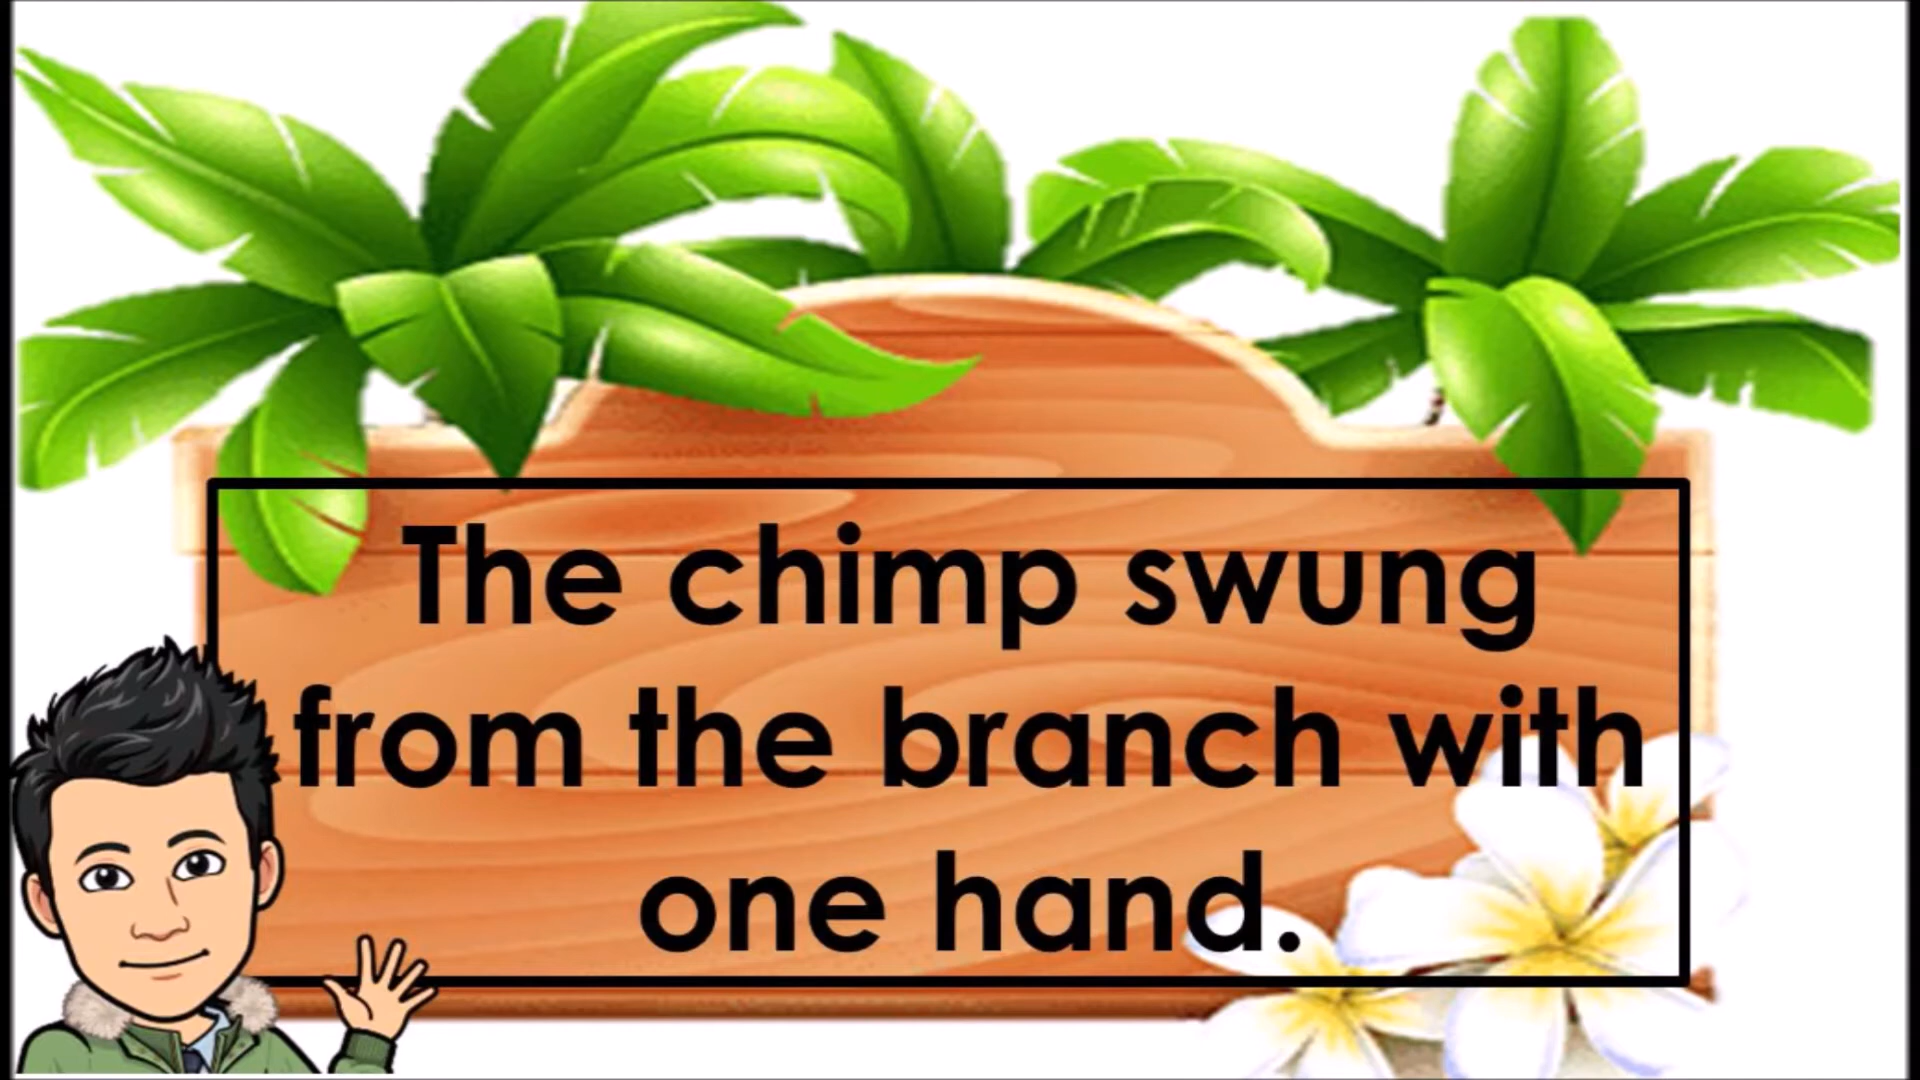 The chimp swung
from the branch with
one hand.